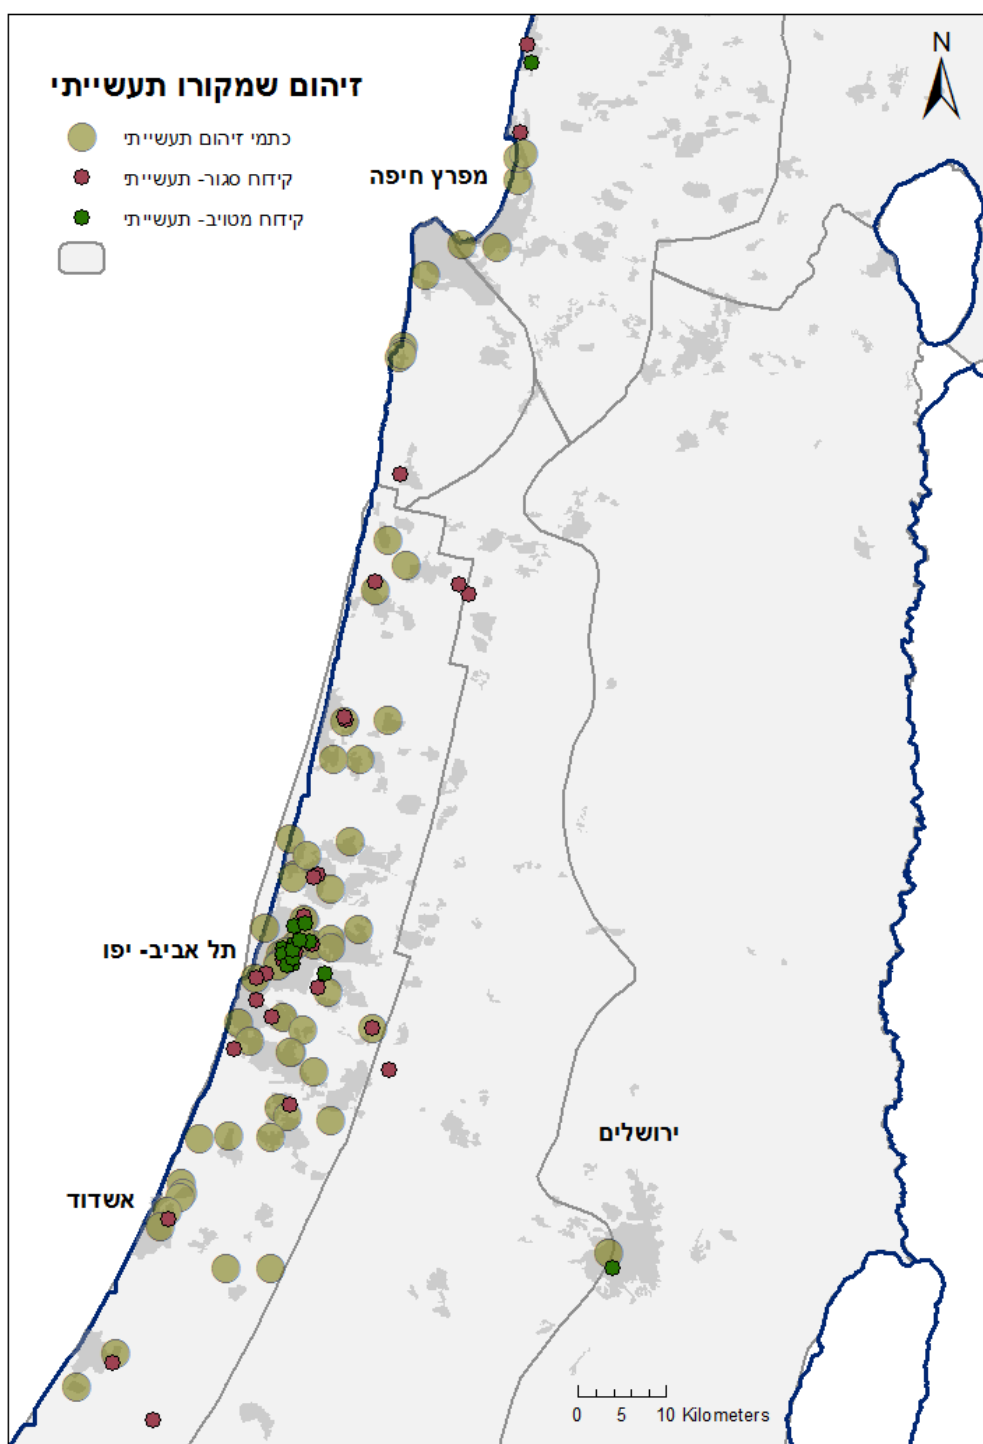 N
זיהום שמקורו תעשייתי
כתמי זיהום תעשייתי
קידוח סגור- תעשייתי
קידוח מטויב- תעשייתי
מפרץ חיפה
תל אביב- יפו
ירושלים
אשדוד
0 5 10 Kilometers